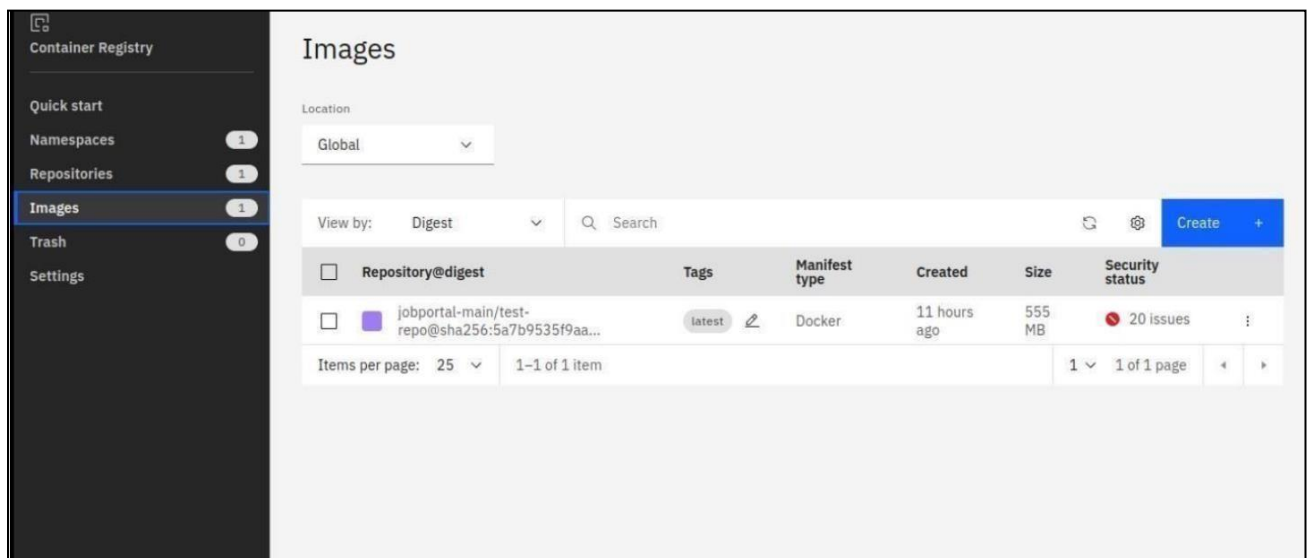 Container Registry
Quick start
Namespaces 1
Repositories 1
Images 1
Trash 0
Settings
Images
Location
Global
View by: Digest Search Create +
Repository@digest Tags Manifest type Created Size Security status
jobportal-main/test-
repo@sha256:5a7b9535f9aa... latest Docker 11 hours ago 555 MB 20 issues
Items per page: 25 1–1 of 1 item 1 1 of 1 page